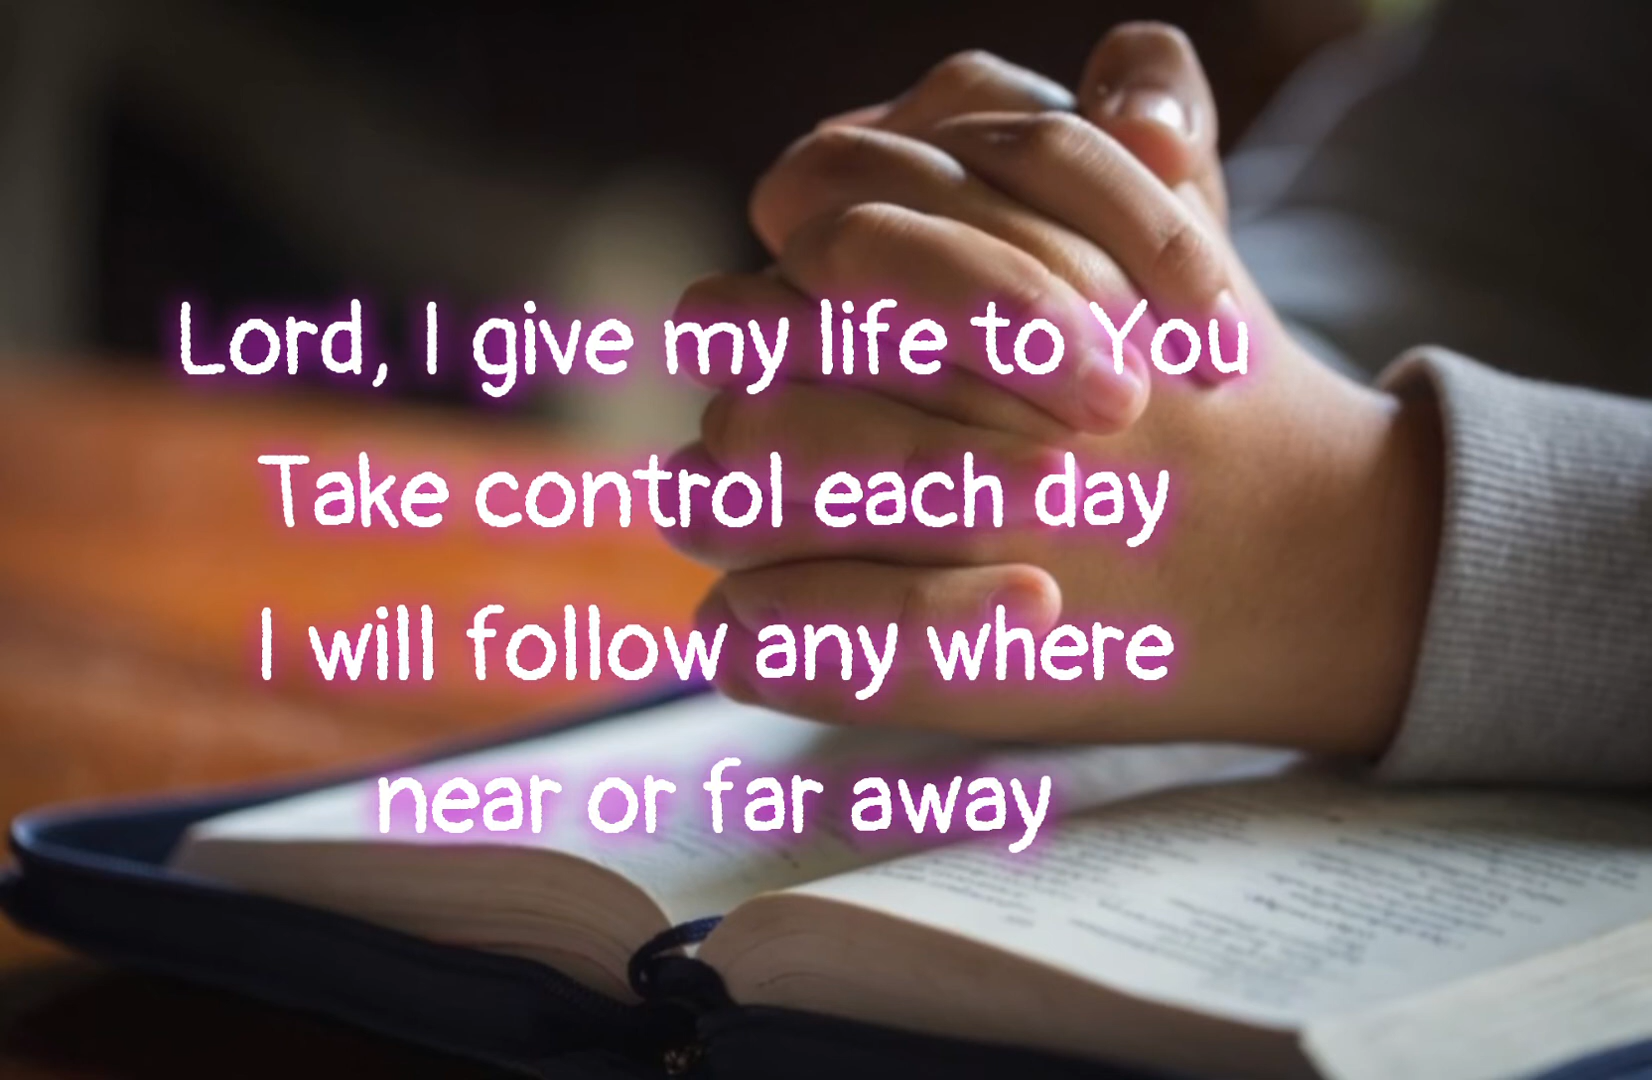 Lord, I give my life to You
Take control each day
I will follow any where
near or far away